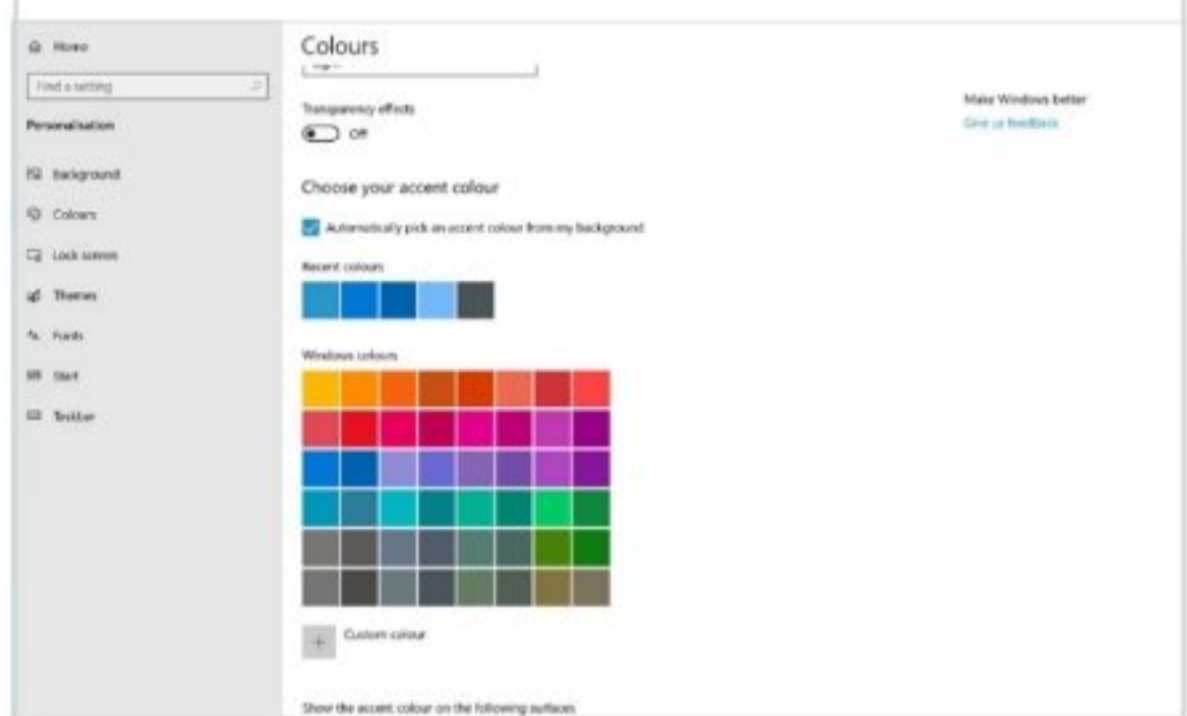 Home
Find a setting
Personalisation
Background
Colours
Lock screen
Themes
Fonts
Start
Taskbar
Colours
Transparency effects
Off
Choose your accent colour
Automatically pick an accent colour from my background
Recent colours
Windows colours
Custom colour
Show the accent colour on the following surfaces
Make Windows better
Give us feedback